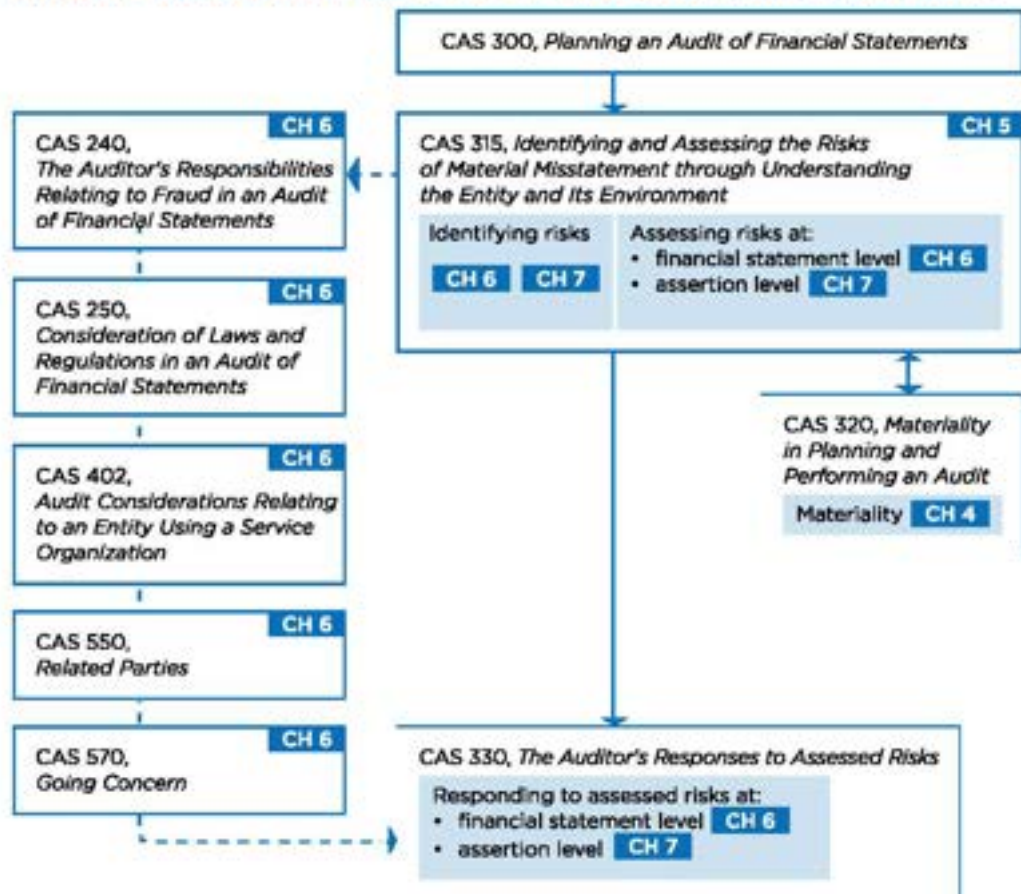 CAS 300, Planning an Audit of Financial Statements
CH 5
CAS 315, Identifying and Assessing the Risks
of Material Misstatement through Understanding
the Entity and Its Environment
Identifying risks
CH 6 CH 7
Assessing risks at:
• financial statement level CH 6
• assertion level CH 7
CH 6
CAS 240,
The Auditor's Responsibilities
Relating to Fraud in an Audit
of Financial Statements
CH 6
CAS 250,
Consideration of Laws and
Regulations in an Audit of
Financial Statements
CH 6
CAS 402,
Audit Considerations Relating
to an Entity Using a Service
Organization
CH 6
CAS 550,
Related Parties
CH 6
CAS 570,
Going Concern
CAS 320, Materiality
in Planning and
Performing an Audit
Materiality CH 4
CAS 330, The Auditor's Responses to Assessed Risks
Responding to assessed risks at:
• financial statement level CH 6
• assertion level CH 7